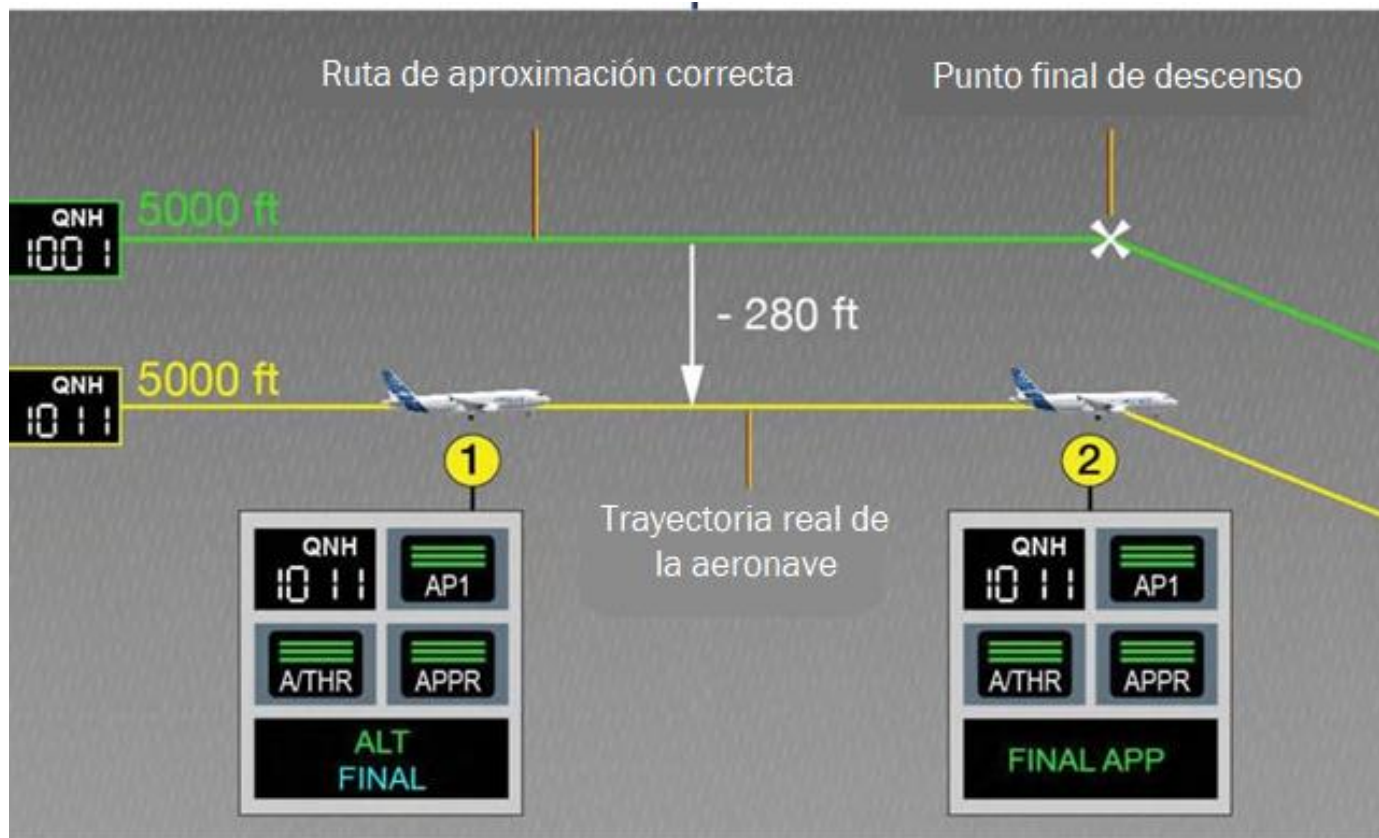 Ruta de aproximación correcta
Punto final de descenso
QNH
1001
5000 ft
- 280 ft
QNH
1011
5000 ft
1
2
Trayectoria real de
la aeronave
QNH
1011
AP1
A/THR
APPR
ALT
FINAL
QNH
1011
AP1
A/THR
APPR
FINAL APP